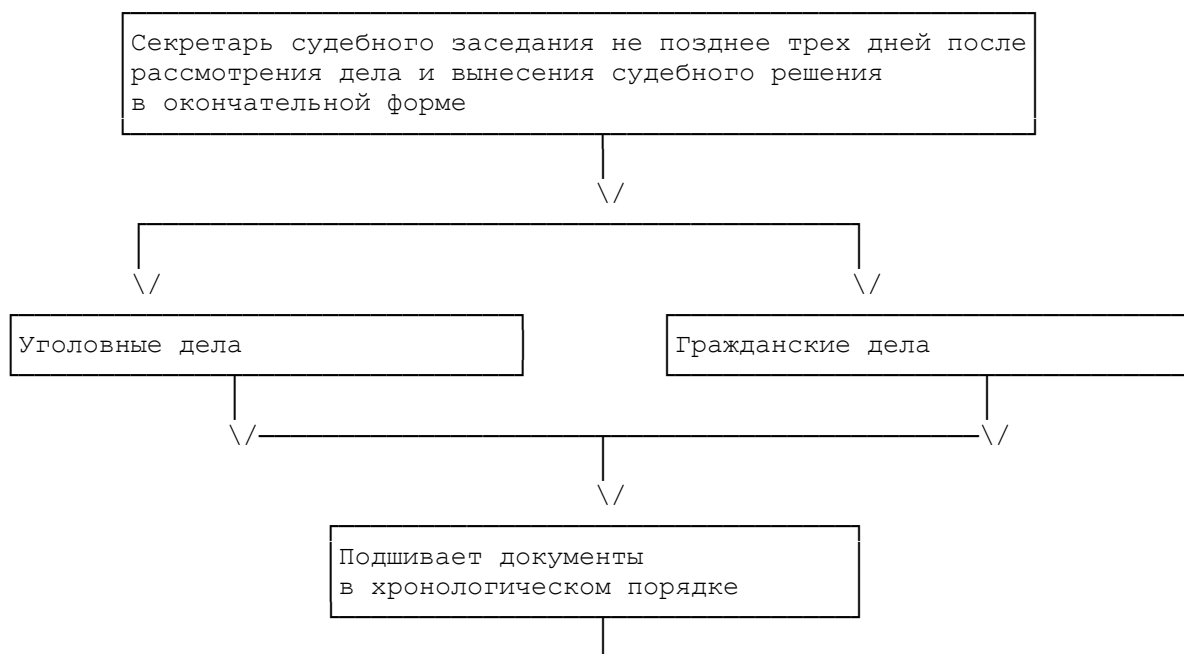 Секретарь судебного заседания не позднее трех дней после
рассмотрения дела и вынесения судебного решения
в окончательной форме
Уголовные дела
Гражданские дела
Подшивает документы
в хронологическом порядке